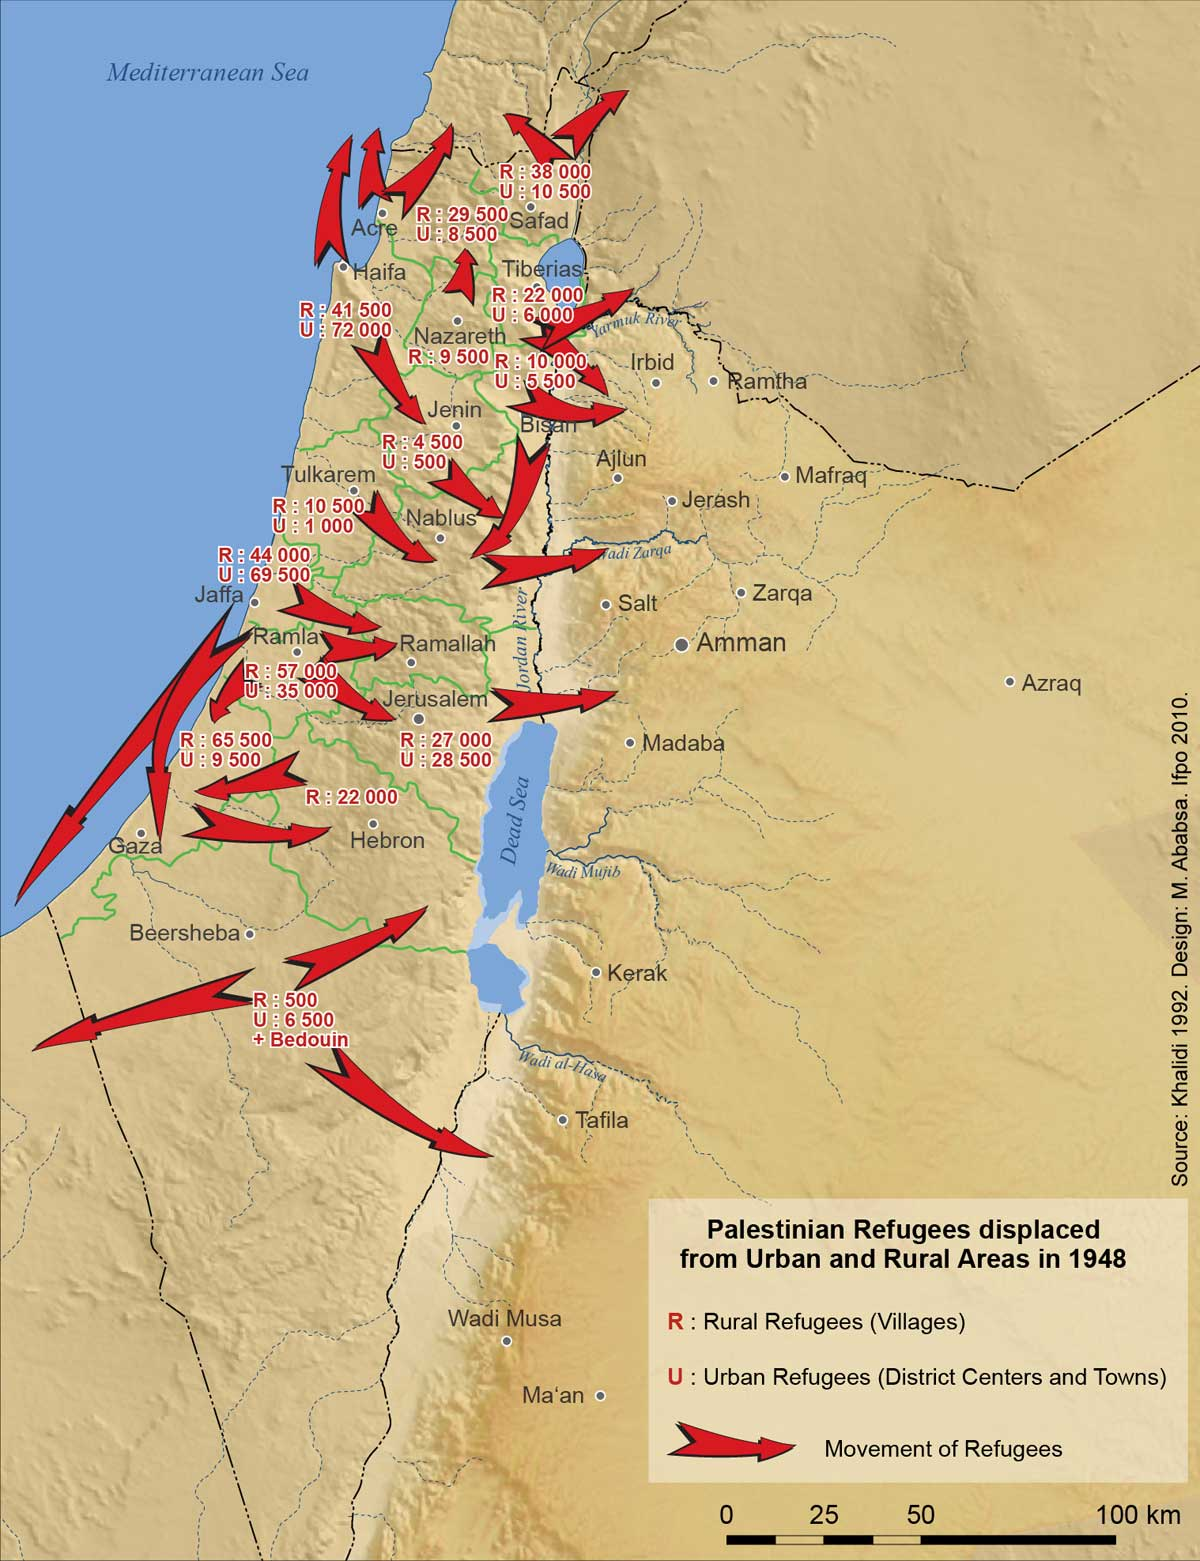 Mediterranean Sea
R : 38 000
U : 10 500
Safad
R : 29 500
U : 8 500
Acre
Haifa
Tiberias
R : 22 000
U : 6 000
R : 41 500
U : 72 000
Nazareth
R : 9 500
Yarmuk River
R : 10 000
U : 5 500
Irbid
Ramtha
Jenin
Bisan
R : 4 500
U : 500
Ajlun
Mafraq
Tulkarem
Jerash
R : 10 500
U : 1 000
Nablus
R : 44 000
U : 69 500
Wadi Zarqa
Jaffa
Salt
Zarqa
Jordan River
Ramla
Ramallah
Amman
R : 57 000
U : 35 000
Azraq
Jerusalem
R : 65 500
U : 9 500
R : 27 000
U : 28 500
Madaba
R : 22 000
Dead Sea
Gaza
Hebron
Wadi Mujib
Beersheba
Kerak
R : 500
U : 6 500
+ Bedouin
Wadi al-Hasa
Tafila
Wadi Musa
Ma‘an
Source: Khalidi 1992. Design: M. Ababsa. Ifpo 2010.
Palestinian Refugees displaced
from Urban and Rural Areas in 1948
R : Rural Refugees (Villages)
U : Urban Refugees (District Centers and Towns)
Movement of Refugees
0 25 50 100 km